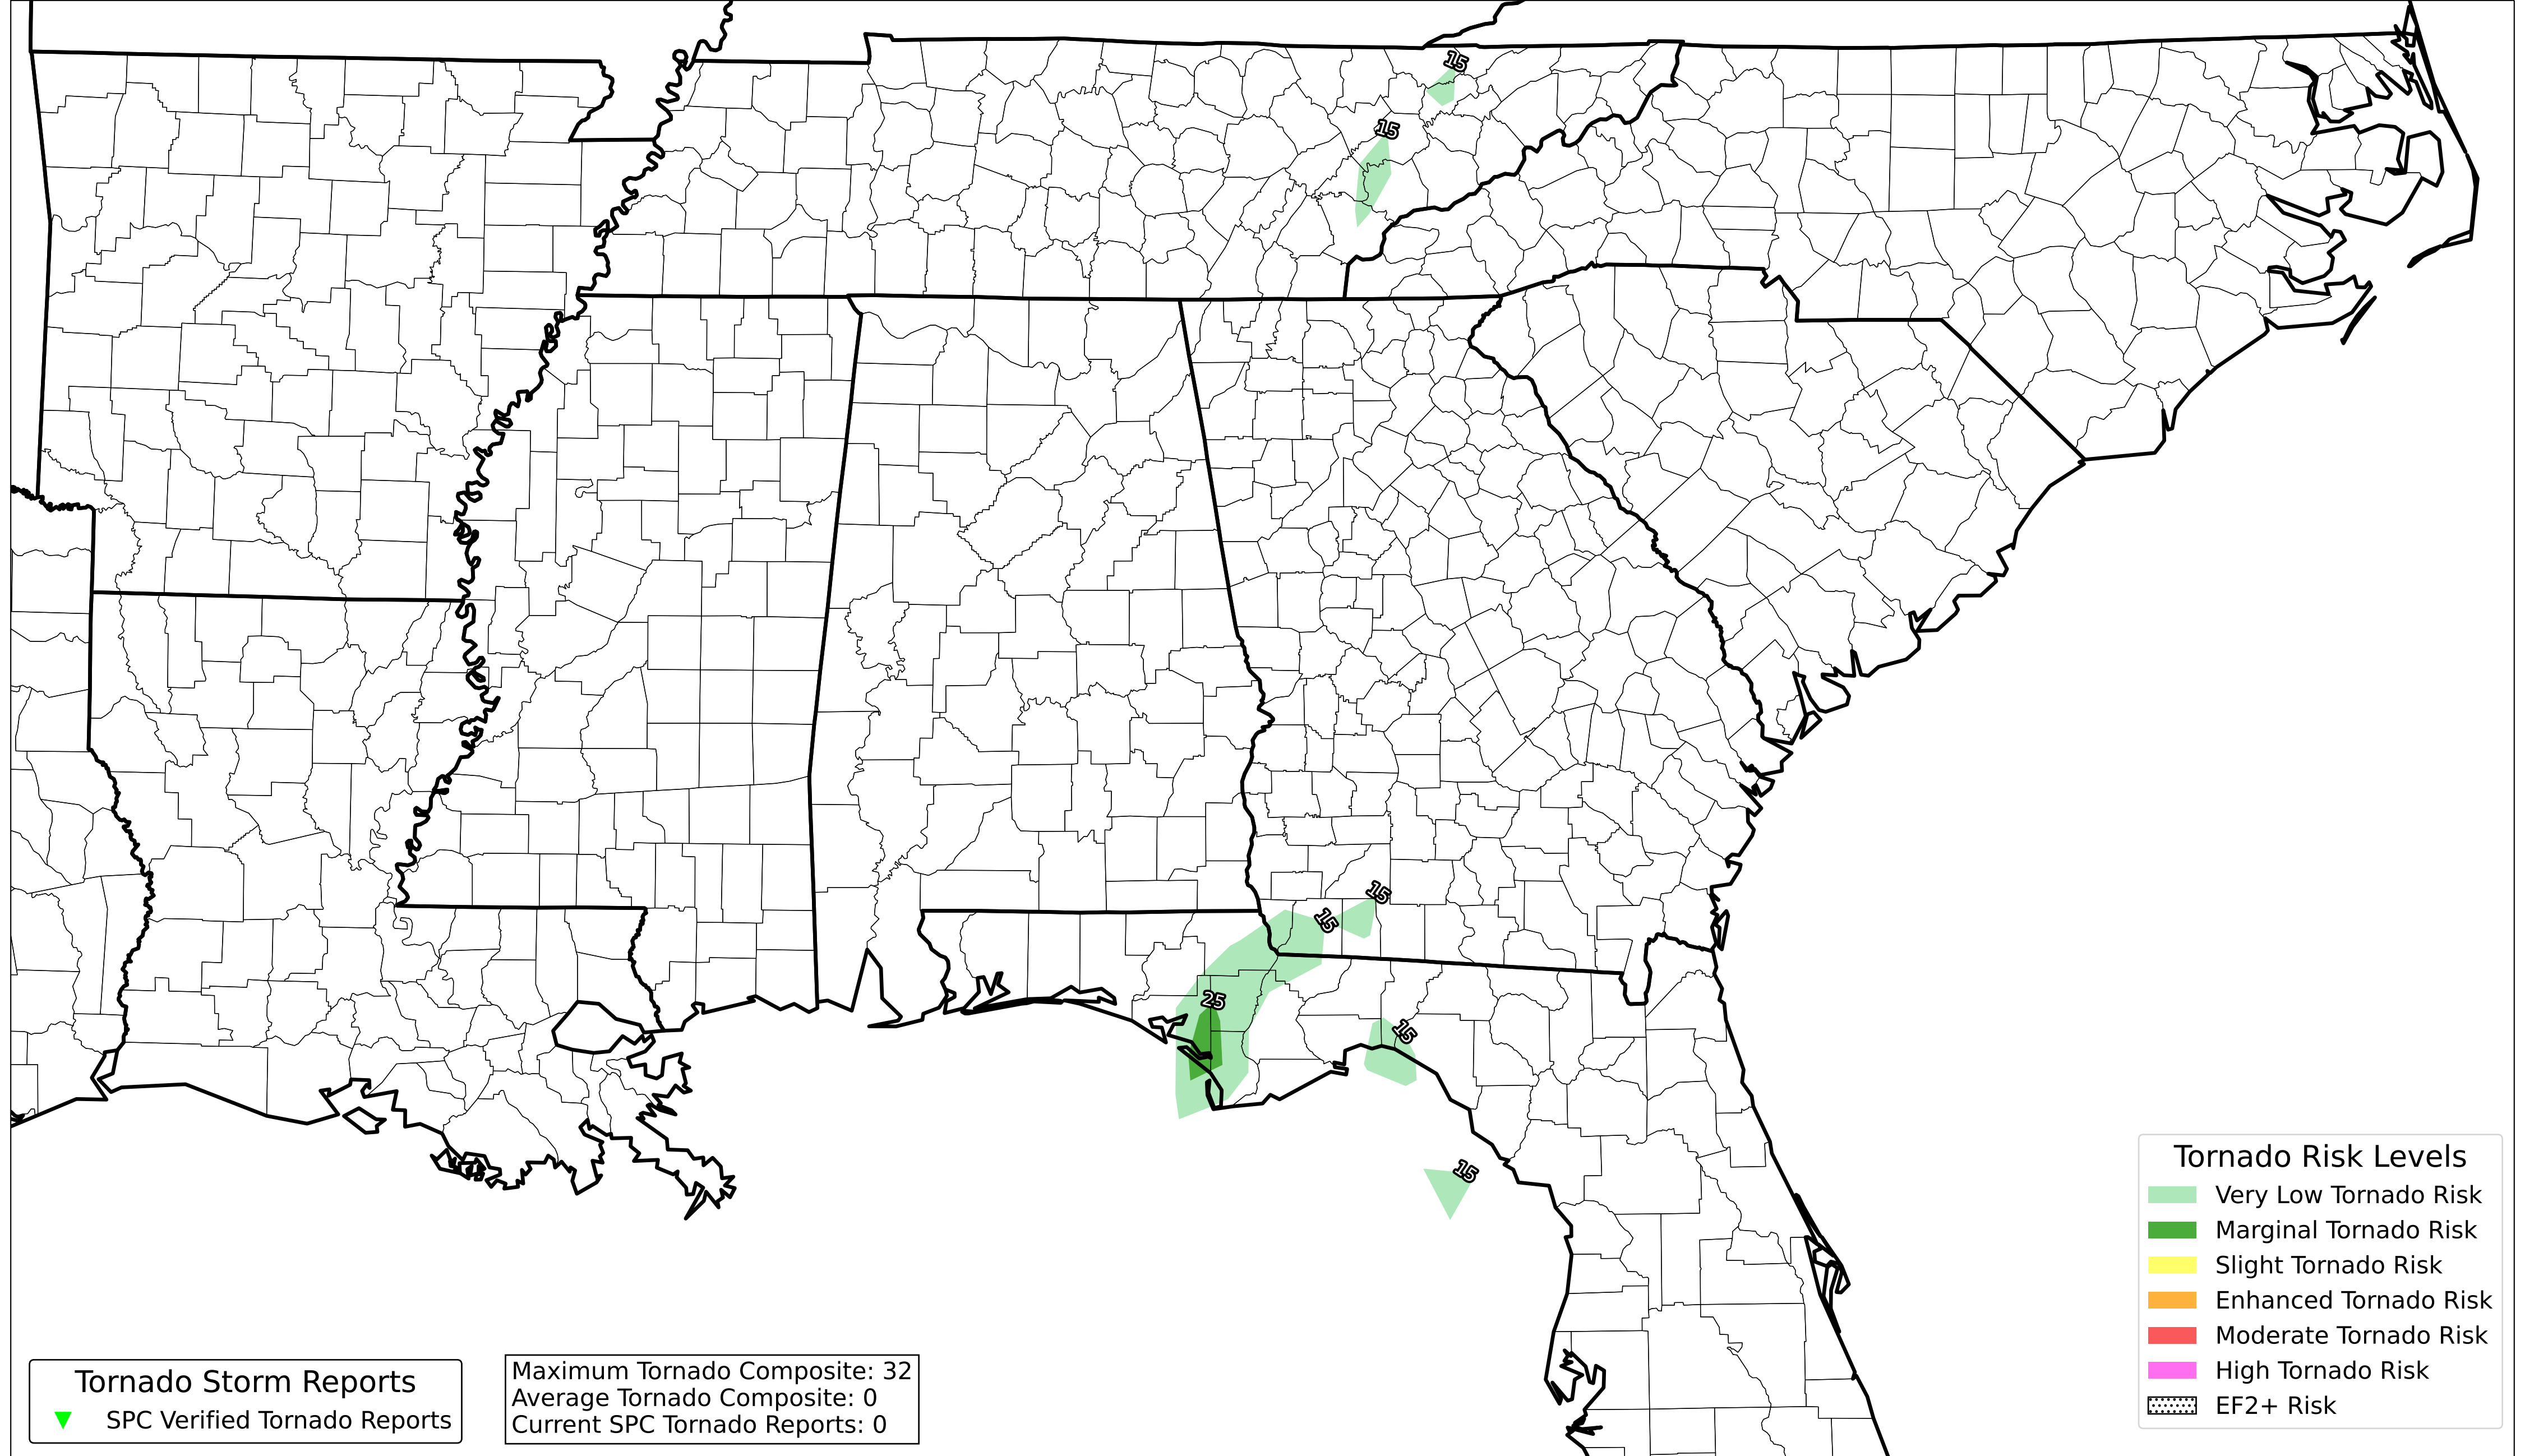 15
15
15
15
25
15
15
Tornado Risk Levels
Very Low Tornado Risk
Marginal Tornado Risk
Slight Tornado Risk
Enhanced Tornado Risk
Moderate Tornado Risk
High Tornado Risk
EF2+ Risk
Tornado Storm Reports
SPC Verified Tornado Reports
Maximum Tornado Composite: 32
Average Tornado Composite: 0
Current SPC Tornado Reports: 0